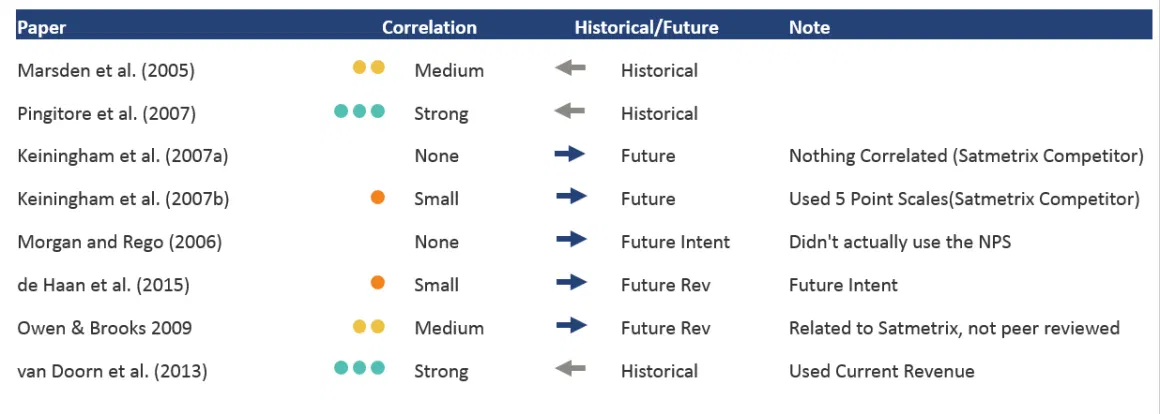 Paper Correlation Historical/Future Note
Marsden et al. (2005) Medium Historical
Pingitore et al. (2007) Strong Historical
Keiningham et al. (2007a) None Future Nothing Correlated (Satmetrix Competitor)
Keiningham et al. (2007b) Small Future Used 5 Point Scales(Satmetrix Competitor)
Morgan and Rego (2006) None Future Intent Didn't actually use the NPS
de Haan et al. (2015) Small Future Rev Future Intent
Owen & Brooks 2009 Medium Future Rev Related to Satmetrix, not peer reviewed
van Doorn et al. (2013) Strong Historical Used Current Revenue